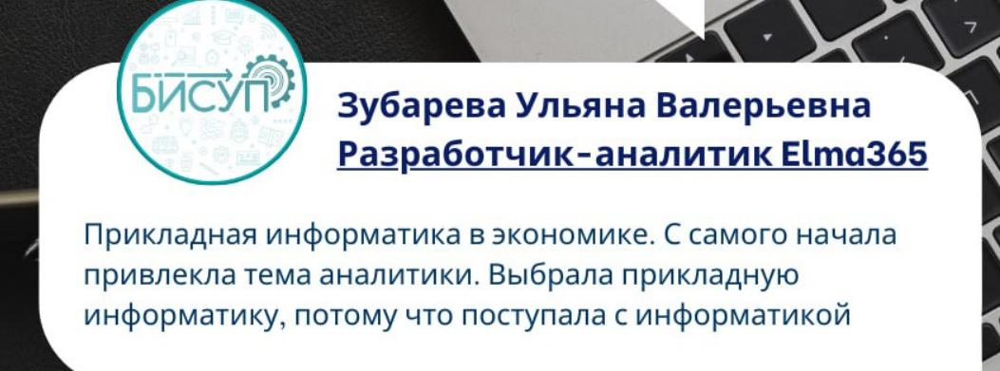 БИСУП
Зубарева Ульяна Валерьевна
Разработчик-аналитик Elma365
Прикладная информатика в экономике. С самого начала
привлекла тема аналитики. Выбрала прикладную
информатику, потому что поступала с информатикой